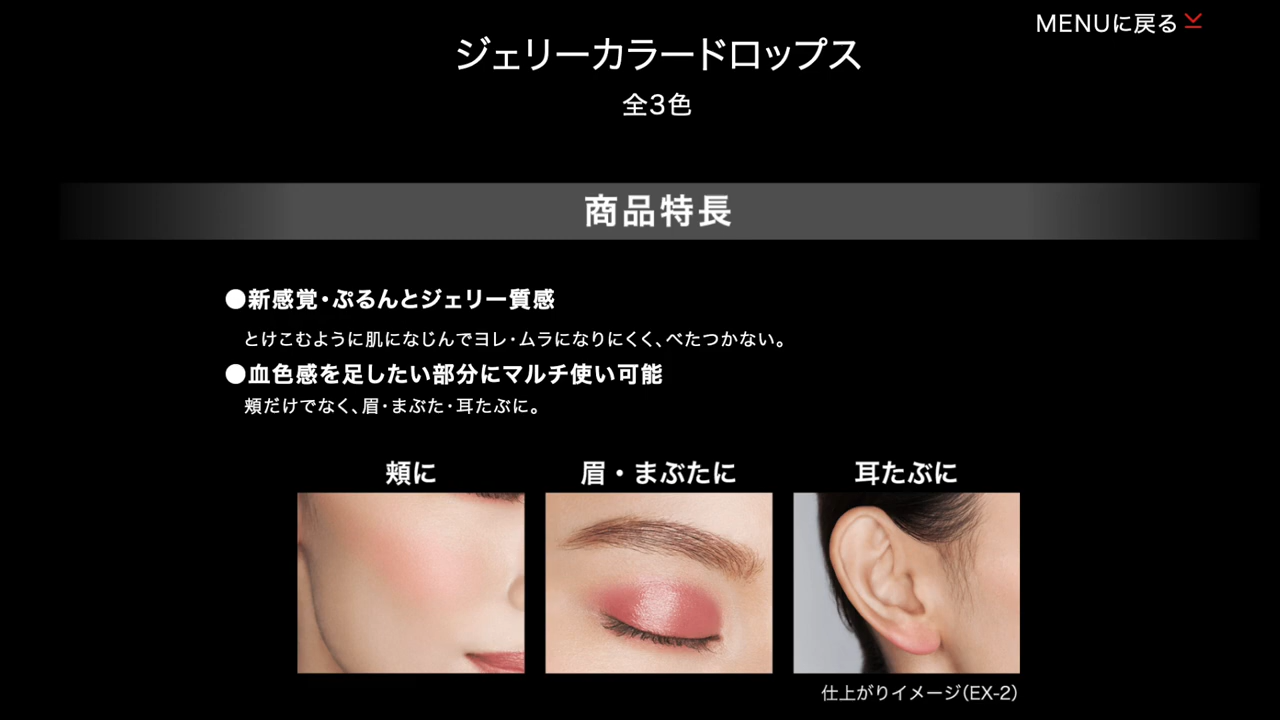 MENUに戻る
ジェリーカラードロップス
全3色
商品特長
●新感覚・ぷるんとジェリー質感
とけこむように肌になじんでヨレ・ムラになりにくく、べたつかない。
●血色感を足したい部分にマルチ使い可能
頬だけでなく、眉・まぶた・耳たぶに。
頬に 眉・まぶたに 耳たぶに
仕上がりイメージ(EX-2)